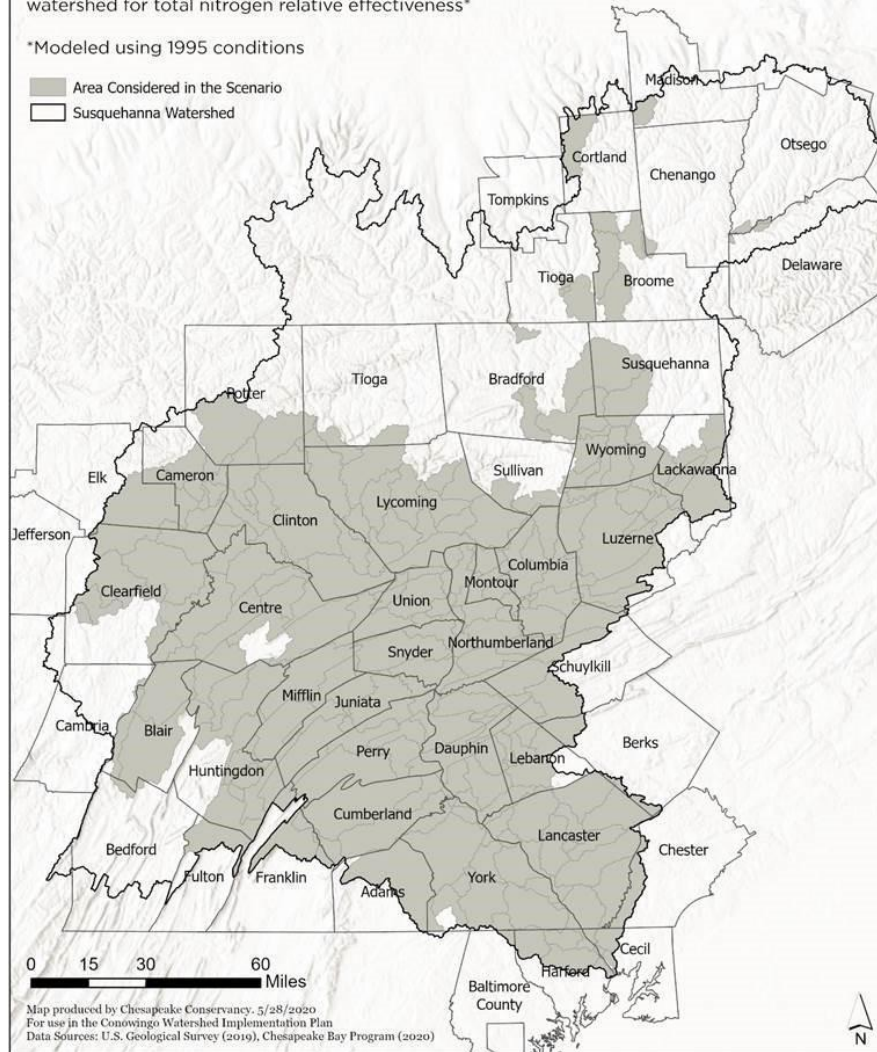 watershed for total nitrogen relative effectiveness*
*Modeled using 1995 conditions
Area Considered in the Scenario
Susquehanna Watershed
Madison
Otsego
Cortland
Chenango
Tompkins
Delaware
Tioga
Broome
Susquehanna
Tioga
Bradford
Potter
Wyoming
Sullivan
Lackawanna
Elk
Cameron
Lycoming
Clinton
Jefferson
Luzerne
Columbia
Montour
Clearfield
Union
Centre
Northumberland
Snyder
Schuylkill
Mifflin
Juniata
Cambria
Blair
Berks
Perry
Dauphin
Lebanon
Huntingdon
Cumberland
Lancaster
Bedford
Chester
Fulton
Franklin
York
Adams
Cecil
Harford
Baltimore
County
0 15 30 60
Miles
Map produced by Chesapeake Conservancy. 5/28/2020
For use in the Conowingo Watershed Implementation Plan
Data Sources: U.S. Geological Survey (2019), Chesapeake Bay Program (2020)
N